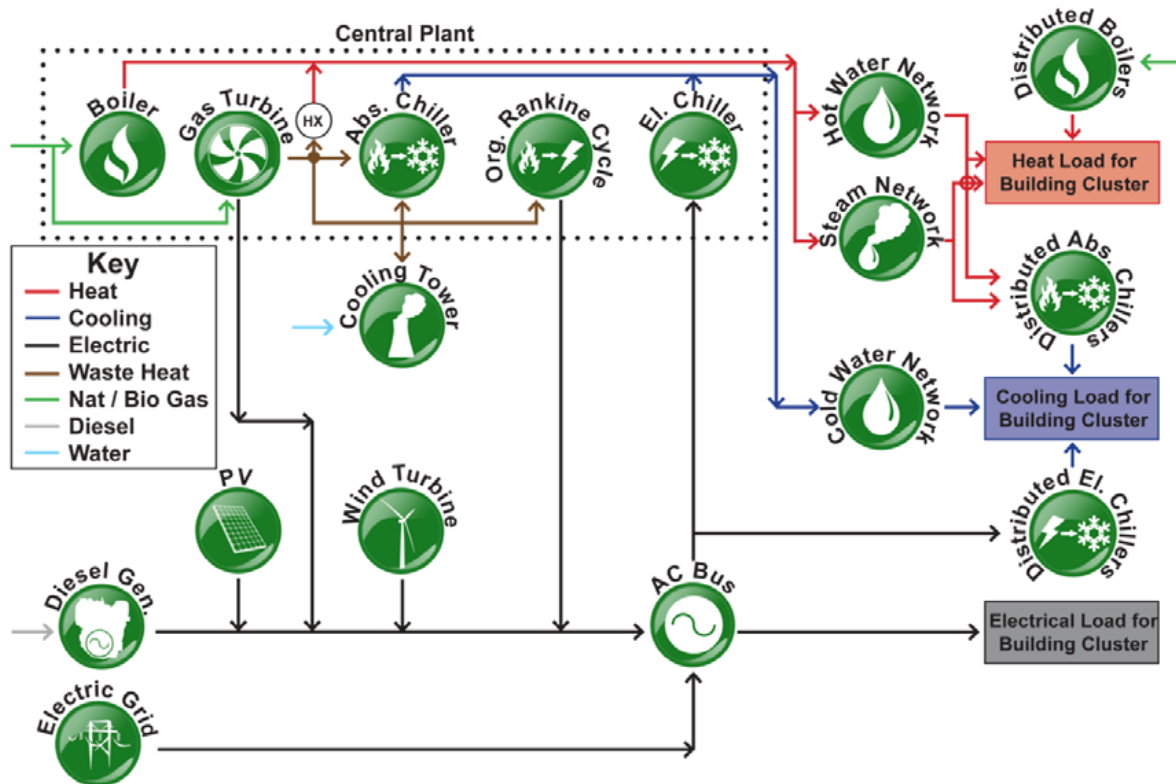 Central Plant
Boiler
Gas Turbine
HX
Abs. Chiller
Org. Rankine Cycle
El. Chiller
Hot Water Network
Distributed Boilers
Heat Load for
Building Cluster
Steam Network
Distributed Abs.
Chillers
Key
Heat
Cooling
Electric
Waste Heat
Nat / Bio Gas
Diesel
Water
Cooling Tower
Cold Water Network
Cooling Load for
Building Cluster
PV
Wind Turbine
Distributed El.
Chillers
Diesel Gen.
AC Bus
Electrical Load for
Building Cluster
Electric Grid